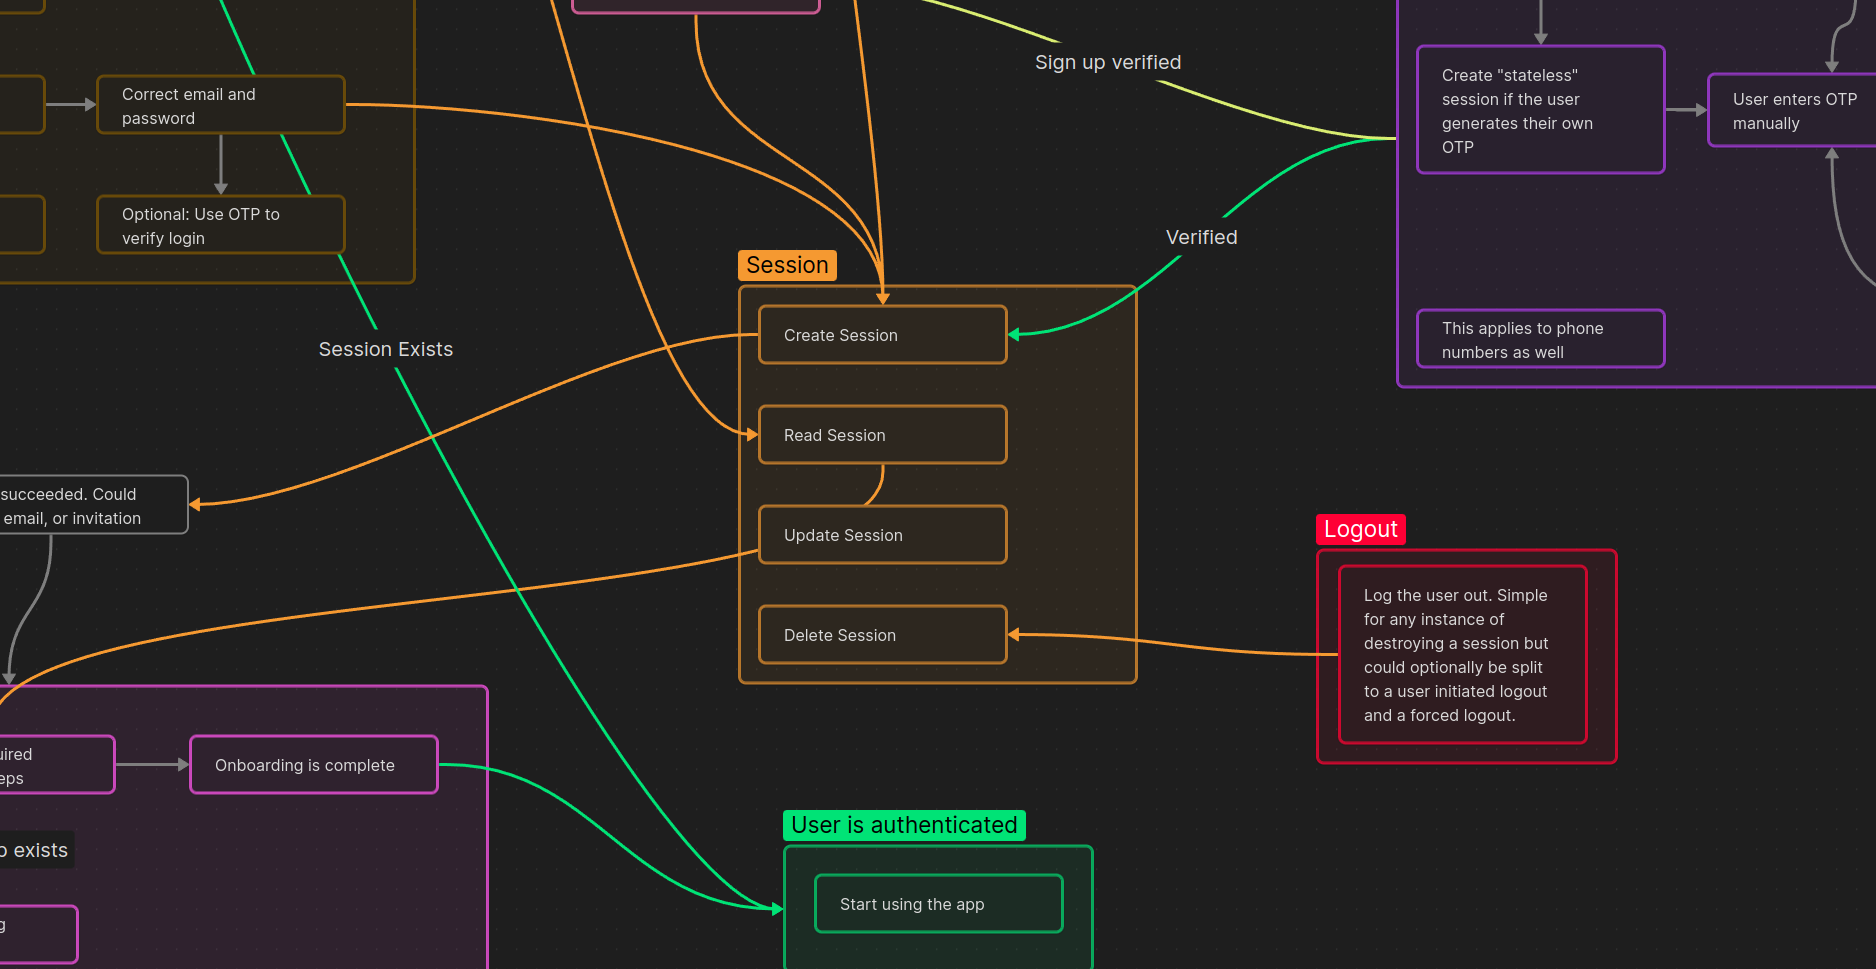 Sign up verified
Create "stateless"
session if the user
generates their own
OTP
User enters OTP
manually
Correct email and
password
Optional: Use OTP to
verify login
Verified
Session
Create Session
This applies to phone
numbers as well
Session Exists
Read Session
succeeded. Could
email, or invitation
Update Session
Logout
Log the user out. Simple
for any instance of
destroying a session but
could optionally be split
to a user initiated logout
and a forced logout.
Delete Session
Onboarding is complete
User is authenticated
exists
Start using the app